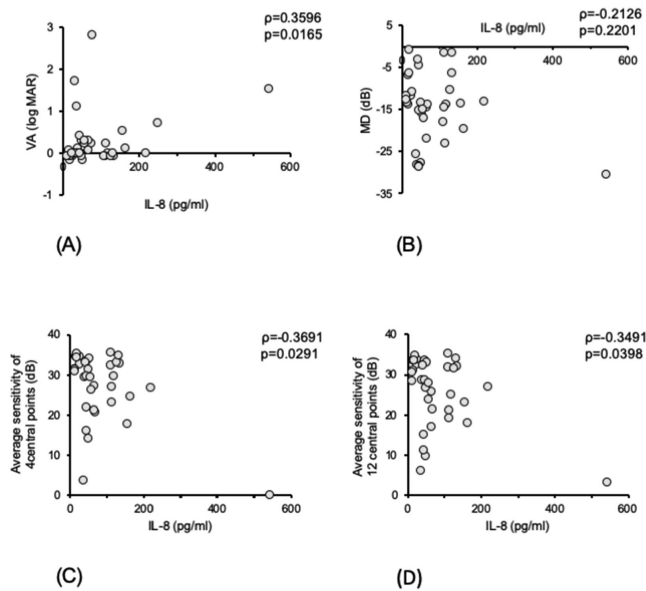 ρ=0.3596
p=0.0165
3
2
1
0
-1
VA (log MAR)
0 200 400 600
IL-8 (pg/ml)
(A)
ρ=-0.2126
p=0.2201
IL-8 (pg/ml)
5
-5
-15
-25
-35
MD (dB)
0 200 400 600
(B)
ρ=-0.3691
p=0.0291
40
30
20
10
0
Average sensitivity of
4central points (dB)
0 200 400 600
IL-8 (pg/ml)
(C)
ρ=-0.3491
p=0.0398
40
30
20
10
0
Average sensitivity of
12 central points (dB)
0 200 400 600
IL-8 (pg/ml)
(D)